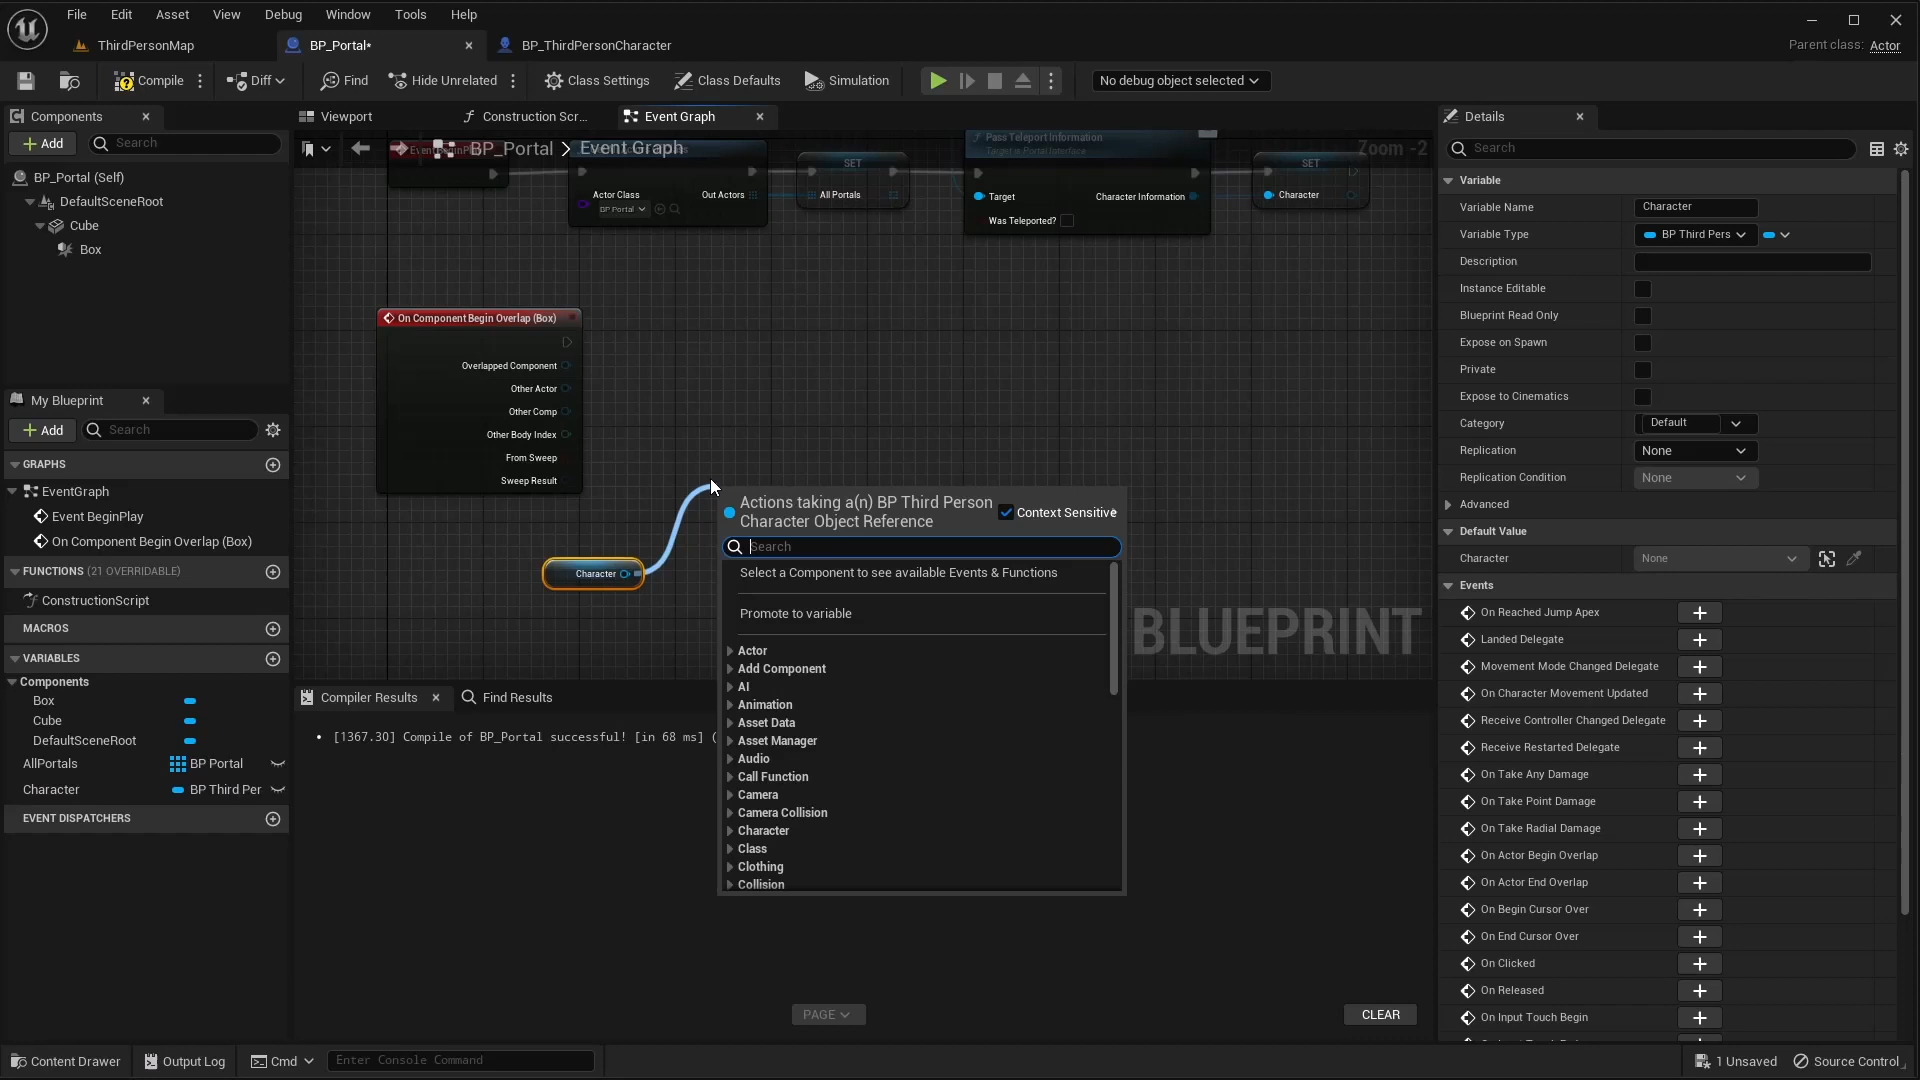 File Edit Asset View Debug Window Tools Help
ThirdPersonMap BP_Portal* BP_ThirdPersonCharacter Parent class: Actor
Compile Diff Find Hide Unrelated Class Settings Class Defaults Simulation No debug object selected
Components
Add Search
BP_Portal (Self)
DefaultSceneRoot
Cube
Box
My Blueprint
Add Search
GRAPHS
EventGraph
Event BeginPlay
On Component Begin Overlap (Box)
FUNCTIONS (21 OVERRIDABLE)
ConstructionScript
MACROS
VARIABLES
Components
Box
Cube
DefaultSceneRoot
AllPortals BP Portal
Character BP Third Per
EVENT DISPATCHERS
Viewport Construction Scr... Event Graph
BP_Portal > Event Graph Zoom -2
Actor Class Out Actors
BP Portal
SET
All Portals
Pass Teleport Information
Target is Portal Interface
Target Character Information
Was Teleported?
SET
Character
On Component Begin Overlap (Box)
Overlapped Component
Other Actor
Other Comp
Other Body Index
From Sweep
Sweep Result
Character
Actions taking a(n) BP Third Person
Character Object Reference
Context Sensitive
Search
Select a Component to see available Events & Functions
Promote to variable
Actor
Add Component
AI
Animation
Asset Data
Asset Manager
Audio
Call Function
Camera
Camera Collision
Character
Class
Clothing
Collision
BLUEPRINT
Compiler Results Find Results
[1367.30] Compile of BP_Portal successful! [in 68 ms] (
PAGE CLEAR
Details
Search
Variable
Variable Name Character
Variable Type BP Third Pers
Description
Instance Editable
Blueprint Read Only
Expose on Spawn
Private
Expose to Cinematics
Category Default
Replication None
Replication Condition None
Advanced
Default Value
Character None
Events
On Reached Jump Apex
Landed Delegate
Movement Mode Changed Delegate
On Character Movement Updated
Receive Controller Changed Delegate
Receive Restarted Delegate
On Take Any Damage
On Take Point Damage
On Take Radial Damage
On Actor Begin Overlap
On Actor End Overlap
On Begin Cursor Over
On End Cursor Over
On Clicked
On Released
On Input Touch Begin
Content Drawer Output Log Cmd Enter Console Command 1 Unsaved Source Control